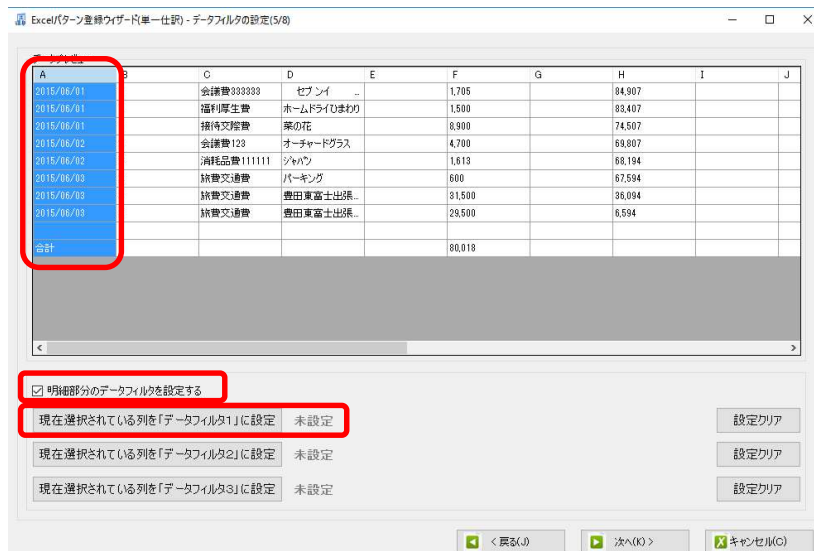 Excelパターン登録ウィザード(単一仕訳) - データフィルタの設定(5/8)
A B C D E F G H I J
2015/06/01 会議費333333 セブンイ .. 1,705 84,907
2015/06/01 福利厚生費 ホームドライひまわり 1,500 83,407
2015/06/01 接待交際費 菜の花 8,900 74,507
2015/06/02 会議費123 オーチャードグラス 4,700 69,807
2015/06/02 消耗品費111111 ジャパン 1,613 68,194
2015/06/03 旅費交通費 パーキング 600 67,594
2015/06/03 旅費交通費 豊田東富士出張... 31,500 36,094
2015/06/03 旅費交通費 豊田東富士出張... 29,500 6,594
合計 80,018
明細部分のデータフィルタを設定する
現在選択されている列を「データフィルタ1」に設定 未設定 設定クリア
現在選択されている列を「データフィルタ2」に設定 未設定 設定クリア
現在選択されている列を「データフィルタ3」に設定 未設定 設定クリア
< 戻る(J) 次へ(K) > キャンセル(C)